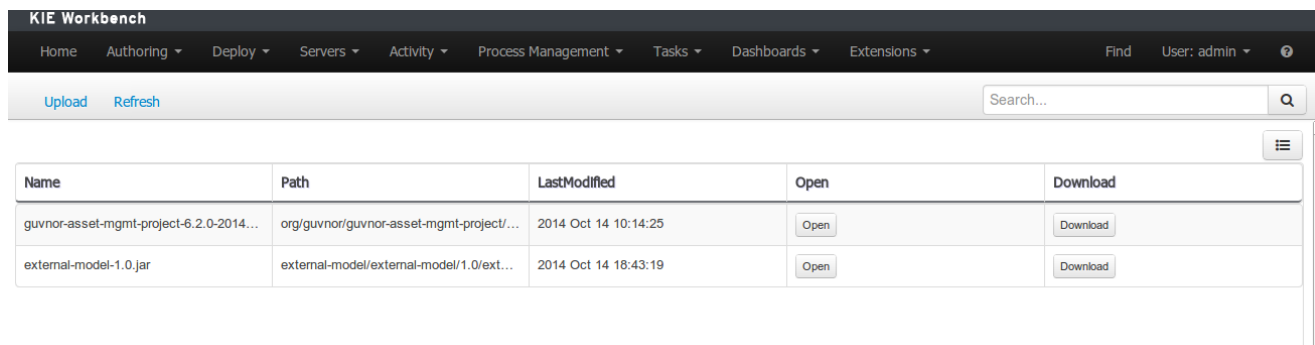 KIE Workbench
Home Authoring Deploy Servers Activity Process Management Tasks Dashboards Extensions Find User: admin ?
Upload Refresh Search...
Name Path LastModified Open Download
guvnor-asset-mgmt-project-6.2.0-2014... org/guvnor/guvnor-asset-mgmt-project/... 2014 Oct 14 10:14:25 Open Download
external-model-1.0.jar external-model/external-model/1.0/ext... 2014 Oct 14 18:43:19 Open Download